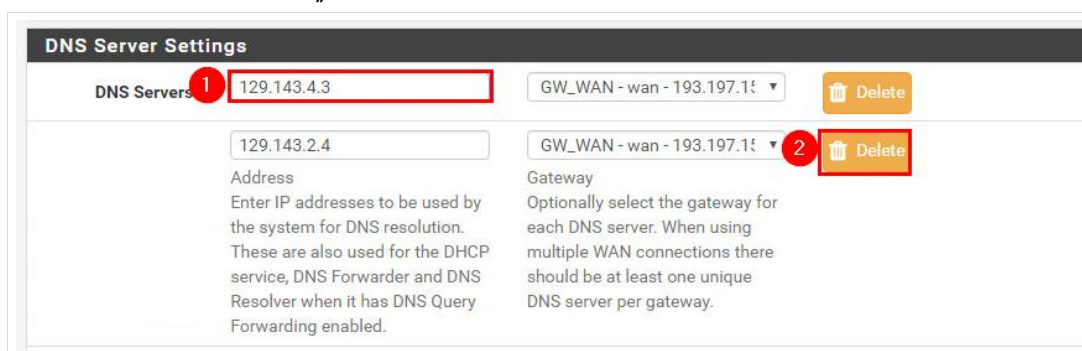 „
DNS Server Settings
DNS Servers 1 129.143.4.3 GW_WAN - wan - 193.197.15 Delete
129.143.2.4 GW_WAN - wan - 193.197.15 2 Delete
Address
Enter IP addresses to be used by
the system for DNS resolution.
These are also used for the DHCP
service, DNS Forwarder and DNS
Resolver when it has DNS Query
Forwarding enabled.
Gateway
Optionally select the gateway for
each DNS server. When using
multiple WAN connections there
should be at least one unique
DNS server per gateway.